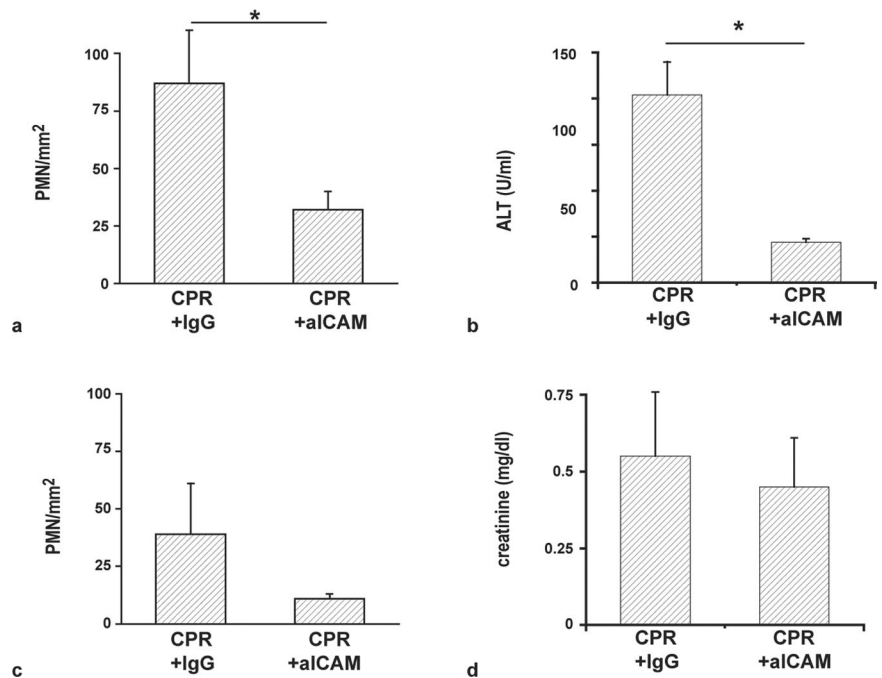 *
100
75
50
25
0
PMN/mm2
CPR
+IgG
CPR
+aICAM
a
*
150
100
50
0
ALT (U/ml)
CPR
+IgG
CPR
+aICAM
b
100
75
50
25
0
PMN/mm2
CPR
+IgG
CPR
+aICAM
c
0.75
0.5
0.25
0
creatinine (mg/dl)
CPR
+IgG
CPR
+aICAM
d